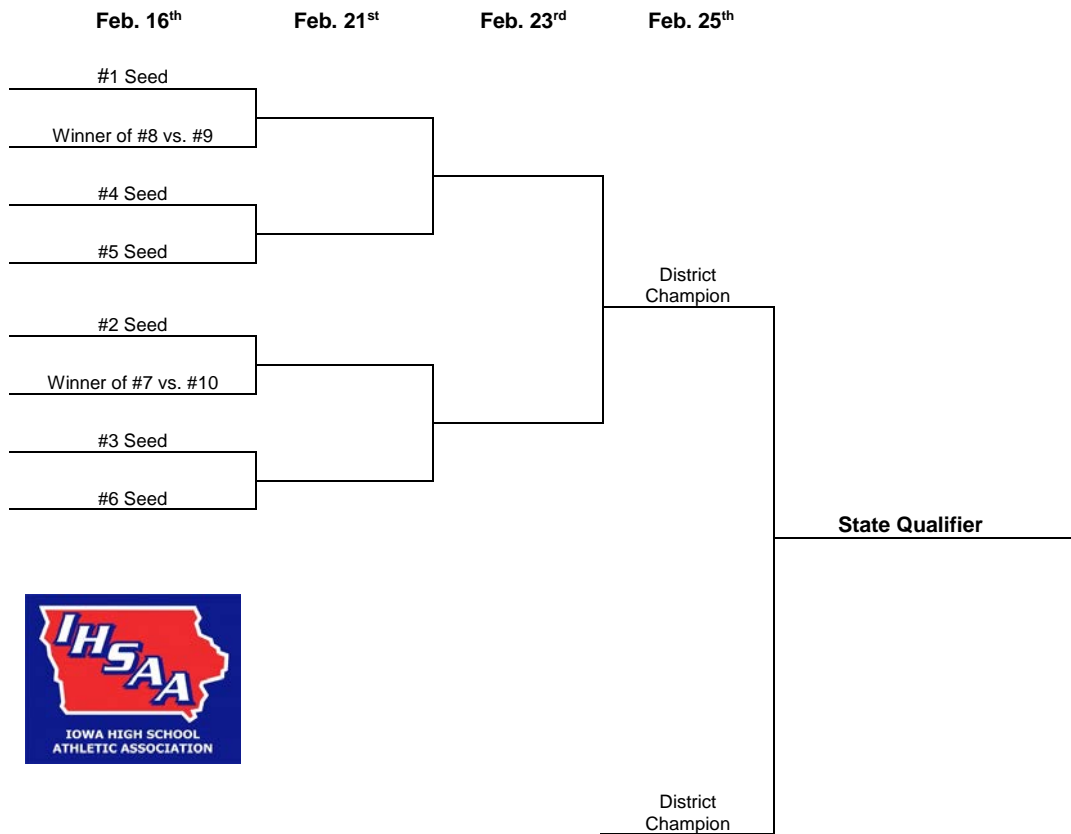 Feb. 16th Feb. 21st Feb. 23rd Feb. 25th
#1 Seed
Winner of #8 vs. #9
#4 Seed
#5 Seed
District
Champion
#2 Seed
Winner of #7 vs. #10
#3 Seed
#6 Seed
State Qualifier
IHSAA
IOWA HIGH SCHOOL
ATHLETIC ASSOCIATION
District
Champion